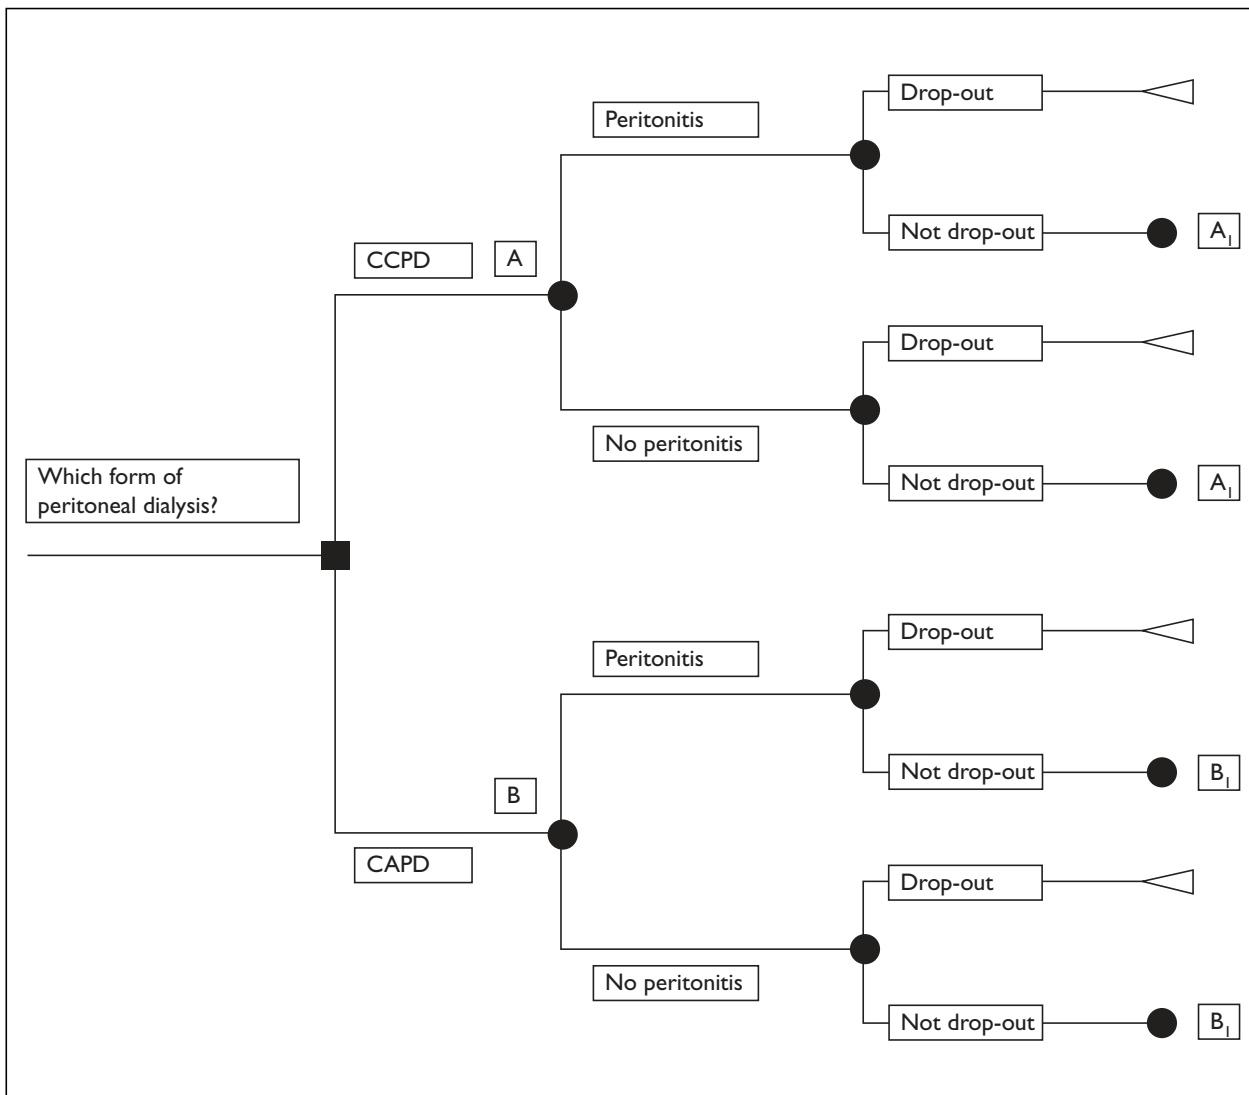 Drop-out
Peritonitis
Not drop-out
A₁
CCPD
A
Drop-out
No peritonitis
Which form of
peritoneal dialysis?
Not drop-out
A₁
Drop-out
Peritonitis
Not drop-out
B₁
B
CAPD
Drop-out
No peritonitis
Not drop-out
B₁